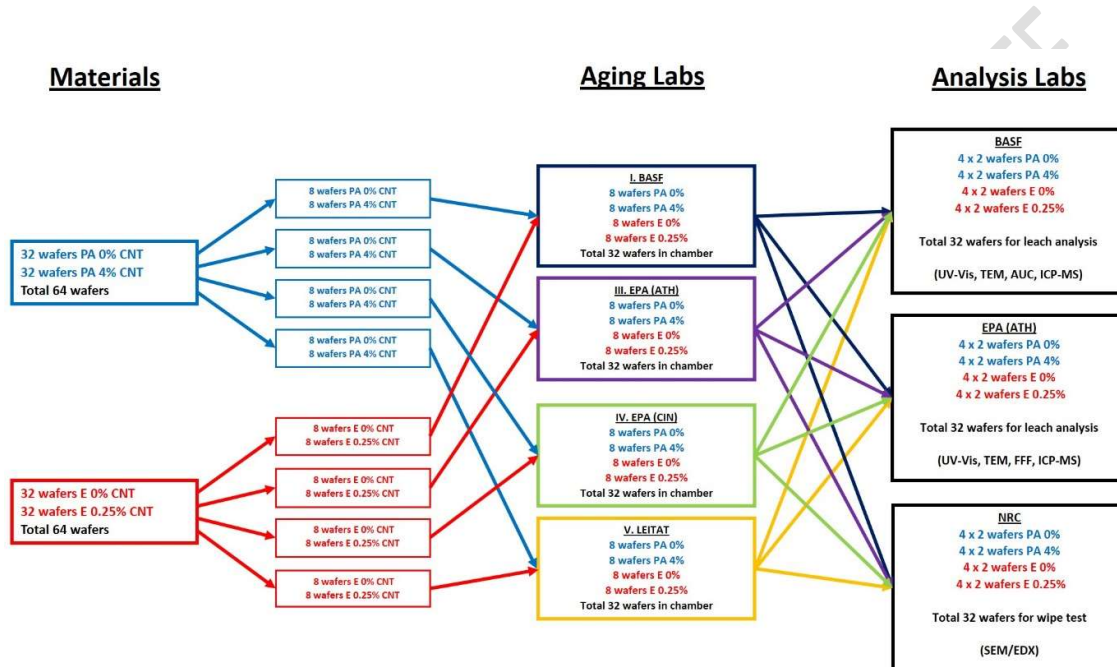 Materials
Aging Labs
Analysis Labs
32 wafers PA 0% CNT
32 wafers PA 4% CNT
Total 64 wafers
32 wafers E 0% CNT
32 wafers E 0.25% CNT
Total 64 wafers
8 wafers PA 0% CNT
8 wafers PA 4% CNT
8 wafers PA 0% CNT
8 wafers PA 4% CNT
8 wafers PA 0% CNT
8 wafers PA 4% CNT
8 wafers PA 0% CNT
8 wafers PA 4% CNT
8 wafers E 0% CNT
8 wafers E 0.25% CNT
8 wafers E 0% CNT
8 wafers E 0.25% CNT
8 wafers E 0% CNT
8 wafers E 0.25% CNT
8 wafers E 0% CNT
8 wafers E 0.25% CNT
I. BASF
8 wafers PA 0%
8 wafers PA 4%
8 wafers E 0%
8 wafers E 0.25%
Total 32 wafers in chamber
III. EPA (ATH)
8 wafers PA 0%
8 wafers PA 4%
8 wafers E 0%
8 wafers E 0.25%
Total 32 wafers in chamber
IV. EPA (CIN)
8 wafers PA 0%
8 wafers PA 4%
8 wafers E 0%
8 wafers E 0.25%
Total 32 wafers in chamber
V. LEITAT
8 wafers PA 0%
8 wafers PA 4%
8 wafers E 0%
8 wafers E 0.25%
Total 32 wafers in chamber
BASF
4 x 2 wafers PA 0%
4 x 2 wafers PA 4%
4 x 2 wafers E 0%
4 x 2 wafers E 0.25%
Total 32 wafers for leach analysis
(UV-Vis, TEM, AUC, ICP-MS)
EPA (ATH)
4 x 2 wafers PA 0%
4 x 2 wafers PA 4%
4 x 2 wafers E 0%
4 x 2 wafers E 0.25%
Total 32 wafers for leach analysis
(UV-Vis, TEM, FFF, ICP-MS)
NRC
4 x 2 wafers PA 0%
4 x 2 wafers PA 4%
4 x 2 wafers E 0%
4 x 2 wafers E 0.25%
Total 32 wafers for wipe test
(SEM/EDX)